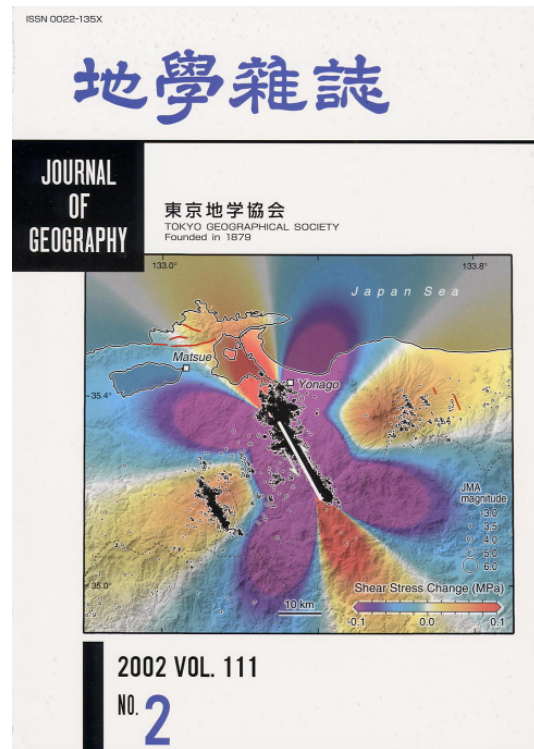 ISSN 0022-135X
地學雜誌
JOURNAL
OF
GEOGRAPHY
東京地学協会
TOKYO GEOGRAPHICAL SOCIETY
Founded in 1879
133.0°
133.8°
Japan Sea
Matsue
Yonago
35.4°
JMA
magnitude
3.0
3.5
4.0
5.0
6.0
35.0°
10 km
Shear Stress Change (MPa)
-0.1
0.0
0.1
2002 VOL. 111
NO. 2